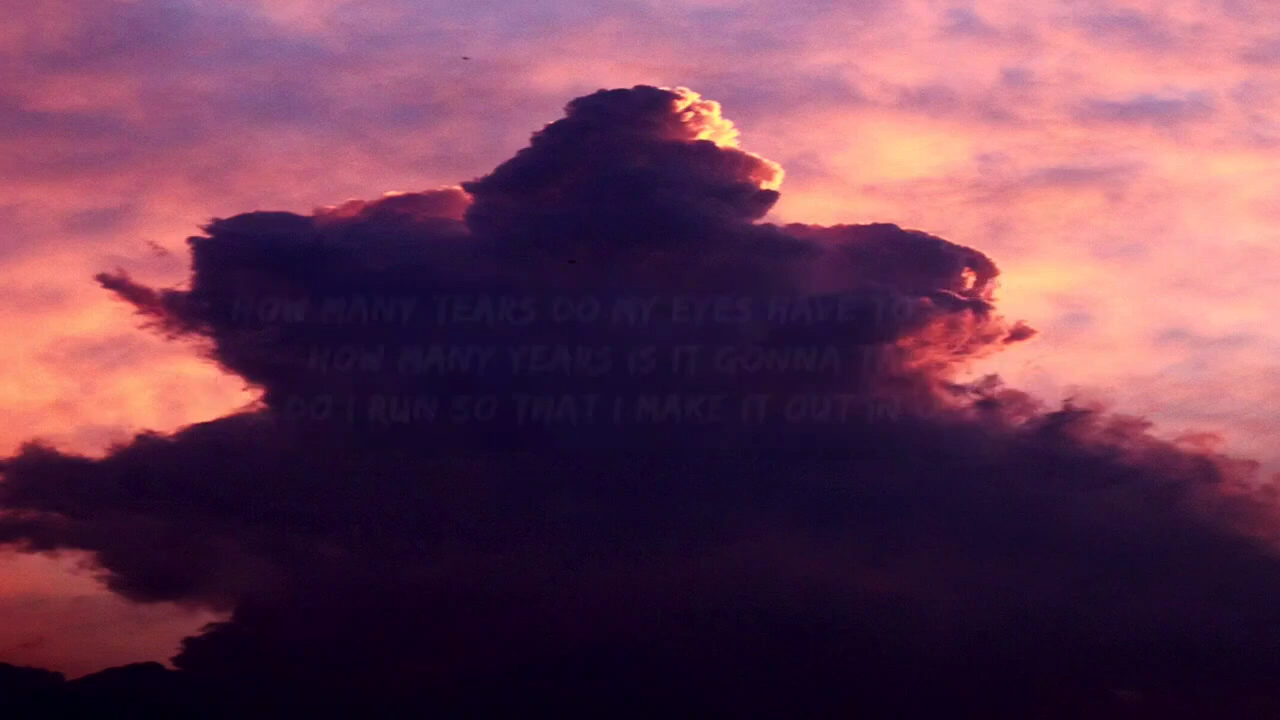 HOW MANY TEARS DO MY EYES HAVE TO
HOW MANY YEARS IS IT GONNA
DO I RUN SO THAT I MAKE IT OUT IN